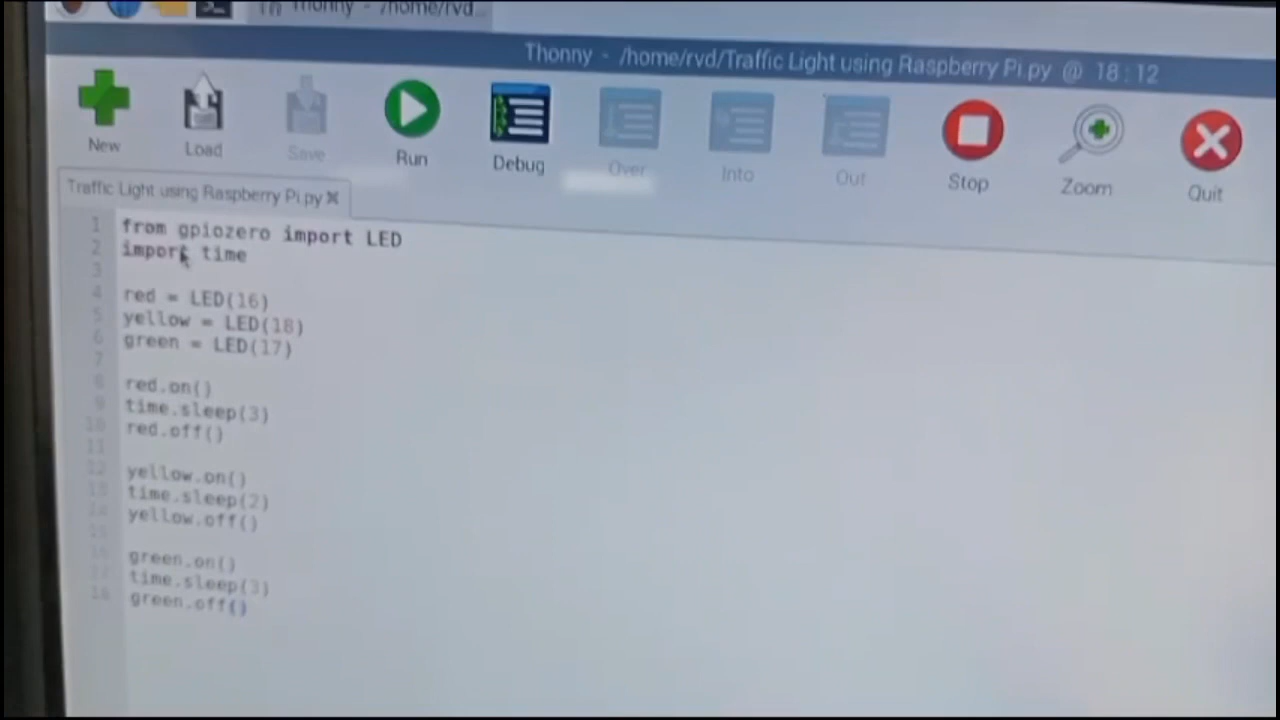 Thonny - /home/rvd...
Thonny - /home/rvd/Traffic Light using Raspberry Pi.py @ 18 : 12
New Load Save Run Debug Over Into Out Stop Zoom Quit
Traffic Light using Raspberry Pi.py ✖
1 from gpiozero import LED
2 import time
3
4 red = LED(16)
5 yellow = LED(18)
6 green = LED(17)
7
8 red.on()
9 time.sleep(3)
10 red.off()
11
12 yellow.on()
13 time.sleep(2)
14 yellow.off()
15
16 green.on()
17 time.sleep(3)
18 green.off()